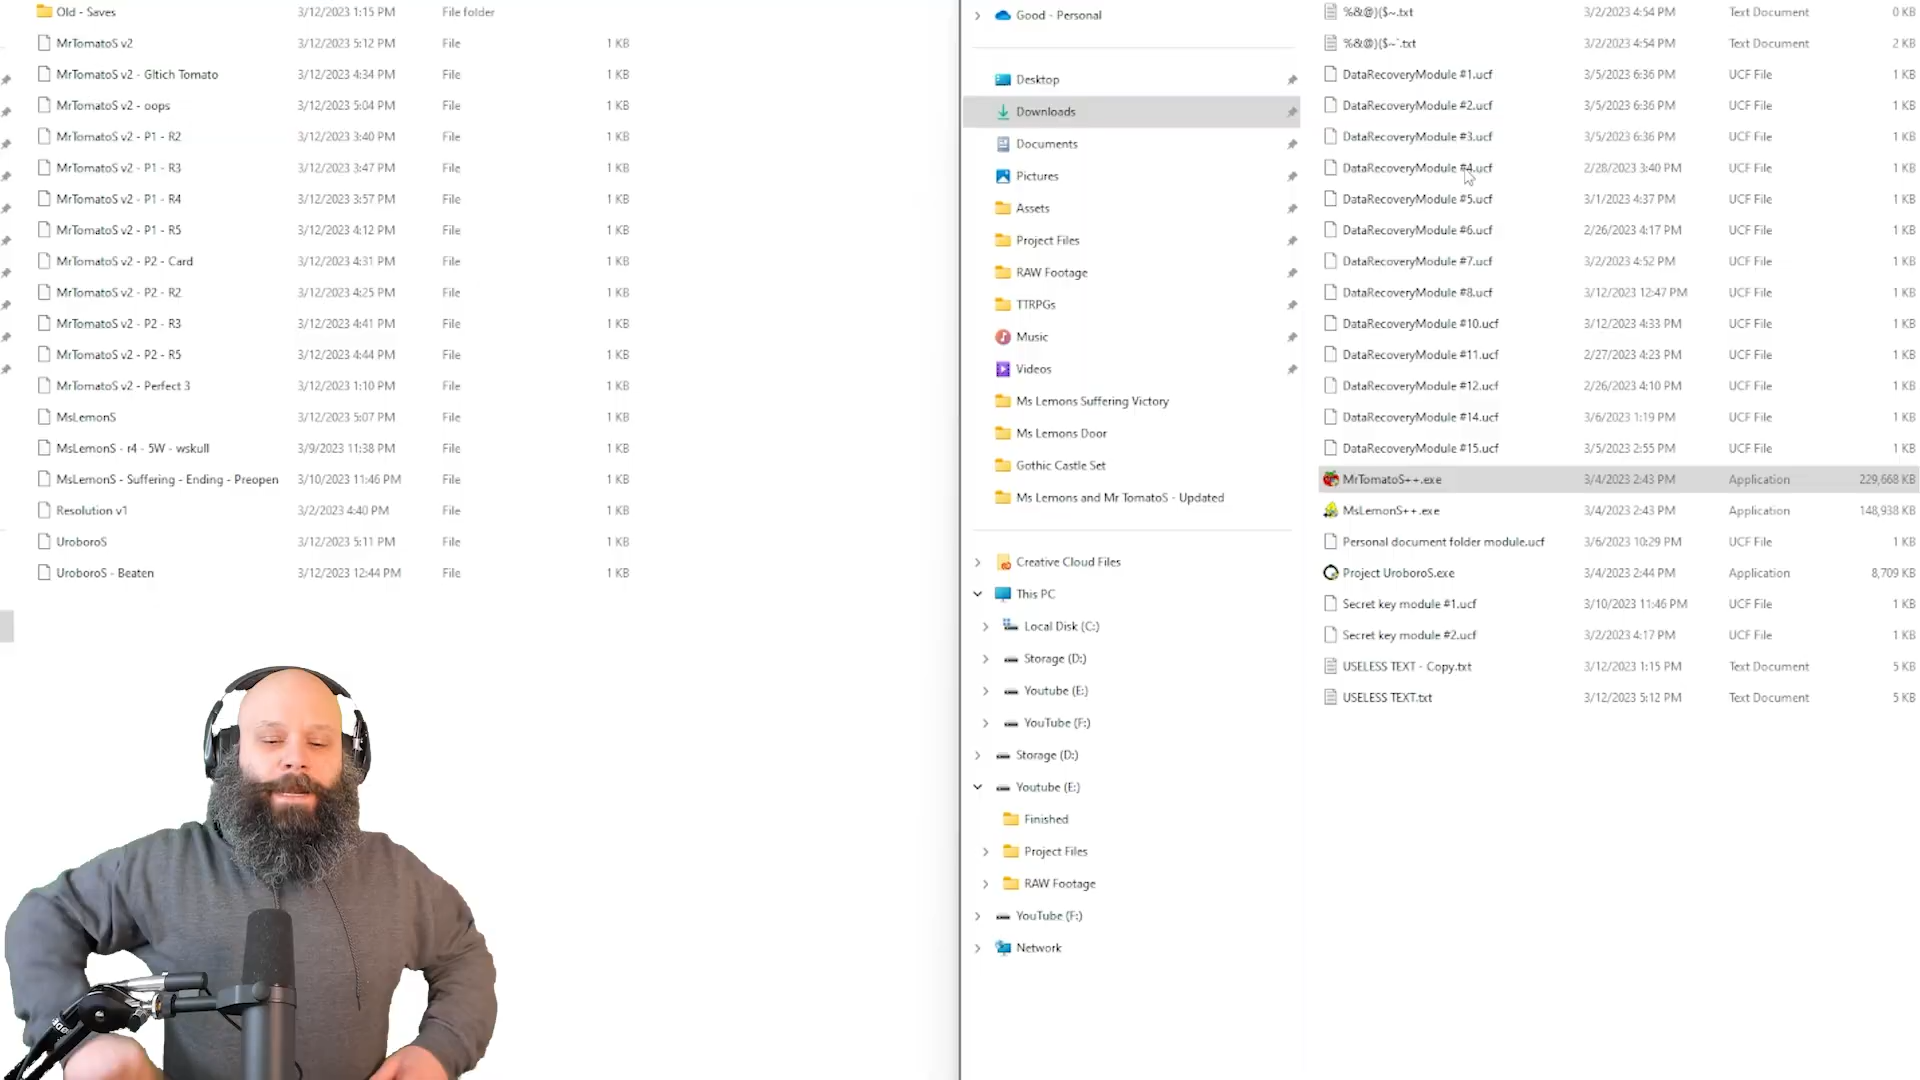 Old - Saves 3/12/2023 1:15 PM File folder
MrTomatoS v2 3/12/2023 5:12 PM File 1 KB
MrTomatoS v2 - Gltich Tomato 3/12/2023 4:34 PM File 1 KB
MrTomatoS v2 - oops 3/12/2023 5:04 PM File 1 KB
MrTomatoS v2 - P1 - R2 3/12/2023 3:40 PM File 1 KB
MrTomatoS v2 - P1 - R3 3/12/2023 3:47 PM File 1 KB
MrTomatoS v2 - P1 - R4 3/12/2023 3:57 PM File 1 KB
MrTomatoS v2 - P1 - R5 3/12/2023 4:12 PM File 1 KB
MrTomatoS v2 - P2 - Card 3/12/2023 4:31 PM File 1 KB
MrTomatoS v2 - P2 - R2 3/12/2023 4:25 PM File 1 KB
MrTomatoS v2 - P2 - R3 3/12/2023 4:41 PM File 1 KB
MrTomatoS v2 - P2 - R5 3/12/2023 4:44 PM File 1 KB
MrTomatoS v2 - Perfect 3 3/12/2023 1:10 PM File 1 KB
MsLemonS 3/12/2023 5:07 PM File 1 KB
MsLemonS - r4 - 5W - wskull 3/9/2023 11:38 PM File 1 KB
MsLemonS - Suffering - Ending - Preopen 3/10/2023 11:46 PM File 1 KB
Resolution v1 3/2/2023 4:40 PM File 1 KB
UroboroS 3/12/2023 5:11 PM File 1 KB
UroboroS - Beaten 3/12/2023 12:44 PM File 1 KB
Good - Personal
Desktop
Downloads
Documents
Pictures
Assets
Project Files
RAW Footage
TTRPGs
Music
Videos
Ms Lemons Suffering Victory
Ms Lemons Door
Gothic Castle Set
Ms Lemons and Mr TomatoS - Updated
Creative Cloud Files
This PC
Local Disk (C:)
Storage (D:)
Youtube (E:)
YouTube (F:)
Storage (D:)
Youtube (E:)
Finished
Project Files
RAW Footage
YouTube (F:)
Network
%&@}($~.txt 3/2/2023 4:54 PM Text Document 0 KB
%&@}($~`.txt 3/2/2023 4:54 PM Text Document 2 KB
DataRecoveryModule #1.ucf 3/5/2023 6:36 PM UCF File 1 KB
DataRecoveryModule #2.ucf 3/5/2023 6:36 PM UCF File 1 KB
DataRecoveryModule #3.ucf 3/5/2023 6:36 PM UCF File 1 KB
DataRecoveryModule #4.ucf 2/28/2023 3:40 PM UCF File 1 KB
DataRecoveryModule #5.ucf 3/1/2023 4:37 PM UCF File 1 KB
DataRecoveryModule #6.ucf 2/26/2023 4:17 PM UCF File 1 KB
DataRecoveryModule #7.ucf 3/2/2023 4:52 PM UCF File 1 KB
DataRecoveryModule #8.ucf 3/12/2023 12:47 PM UCF File 1 KB
DataRecoveryModule #10.ucf 3/12/2023 4:33 PM UCF File 1 KB
DataRecoveryModule #11.ucf 2/27/2023 4:23 PM UCF File 1 KB
DataRecoveryModule #12.ucf 2/26/2023 4:10 PM UCF File 1 KB
DataRecoveryModule #14.ucf 3/6/2023 1:19 PM UCF File 1 KB
DataRecoveryModule #15.ucf 3/5/2023 2:55 PM UCF File 1 KB
MrTomatoS++.exe 3/4/2023 2:43 PM Application 229,668 KB
MsLemonS++.exe 3/4/2023 2:43 PM Application 148,938 KB
Personal document folder module.ucf 3/6/2023 10:29 PM UCF File 1 KB
Project UroboroS.exe 3/4/2023 2:44 PM Application 8,709 KB
Secret key module #1.ucf 3/10/2023 11:46 PM UCF File 1 KB
Secret key module #2.ucf 3/2/2023 4:17 PM UCF File 1 KB
USELESS TEXT - Copy.txt 3/12/2023 1:15 PM Text Document 5 KB
USELESS TEXT.txt 3/12/2023 5:12 PM Text Document 5 KB